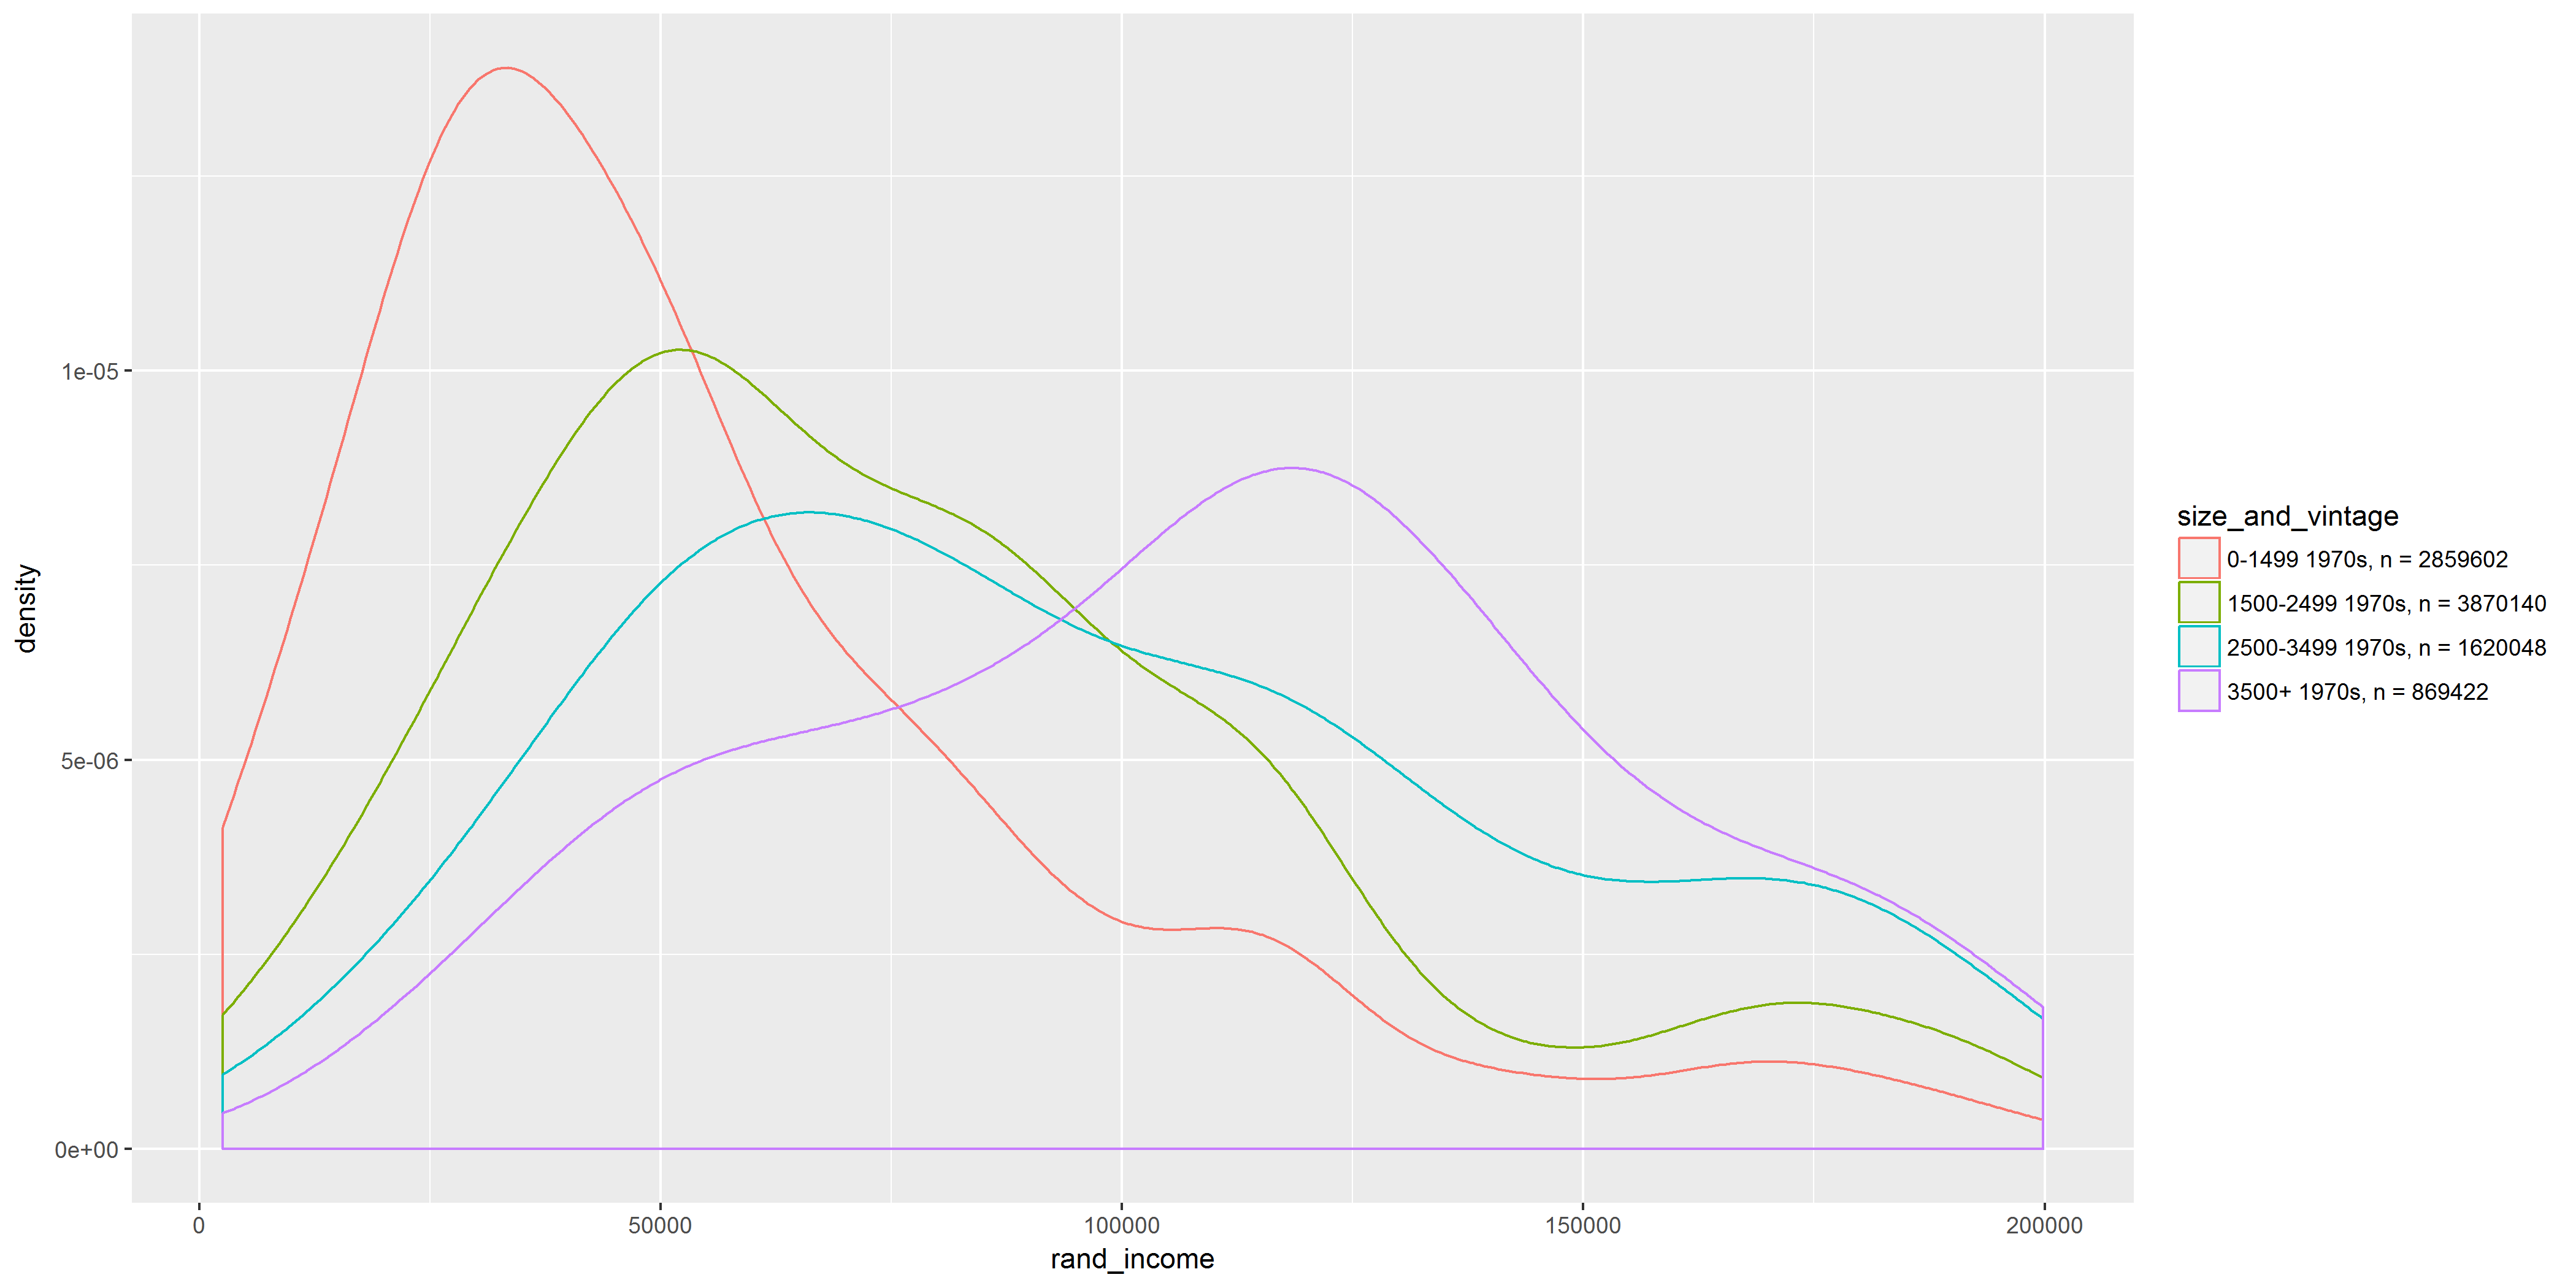 density
1e-05
5e-06
0e+00
0
50000
100000
150000
200000
rand_income
size_and_vintage
0-1499 1970s, n = 2859602
1500-2499 1970s, n = 3870140
2500-3499 1970s, n = 1620048
3500+ 1970s, n = 869422